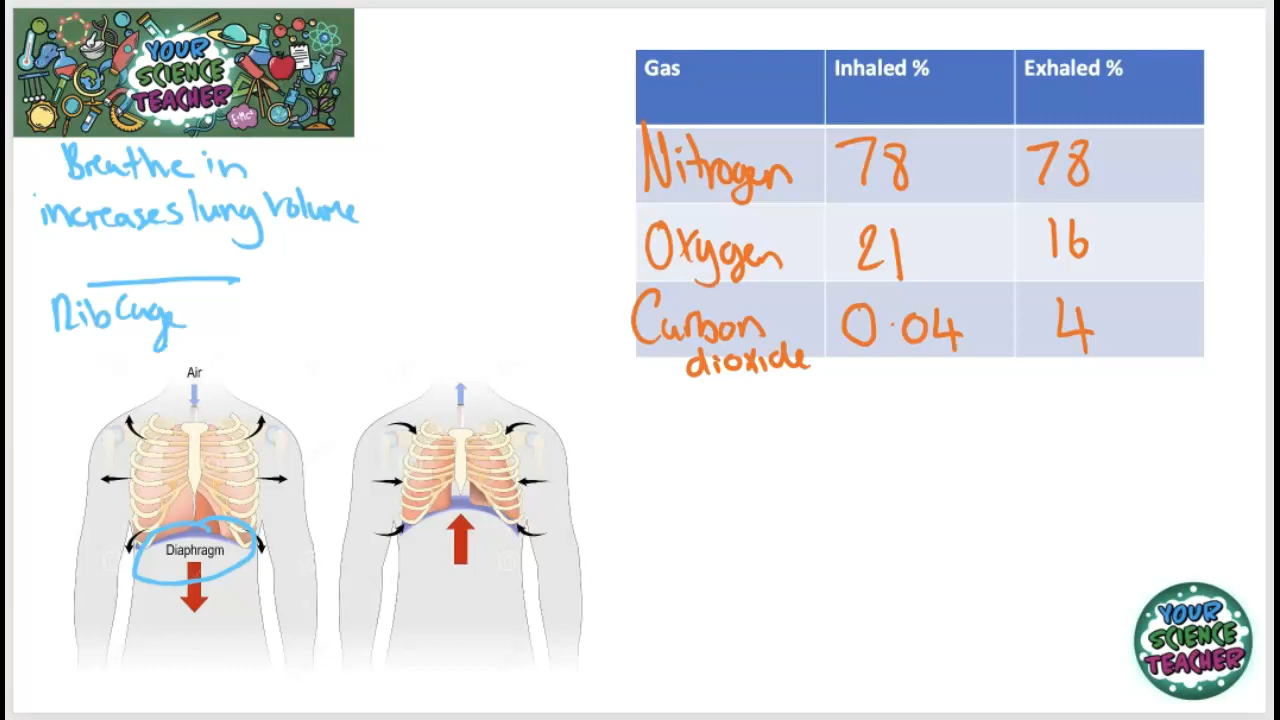 YOUR
SCIENCE
TEACHER
E=MC²
Breathe in
increases lung volume
Rib Cage
Air
Diaphragm
Gas Inhaled % Exhaled %
Nitrogen 78 78
Oxygen 21 16
Carbon dioxide 0.04 4
YOUR
SCIENCE
TEACHER